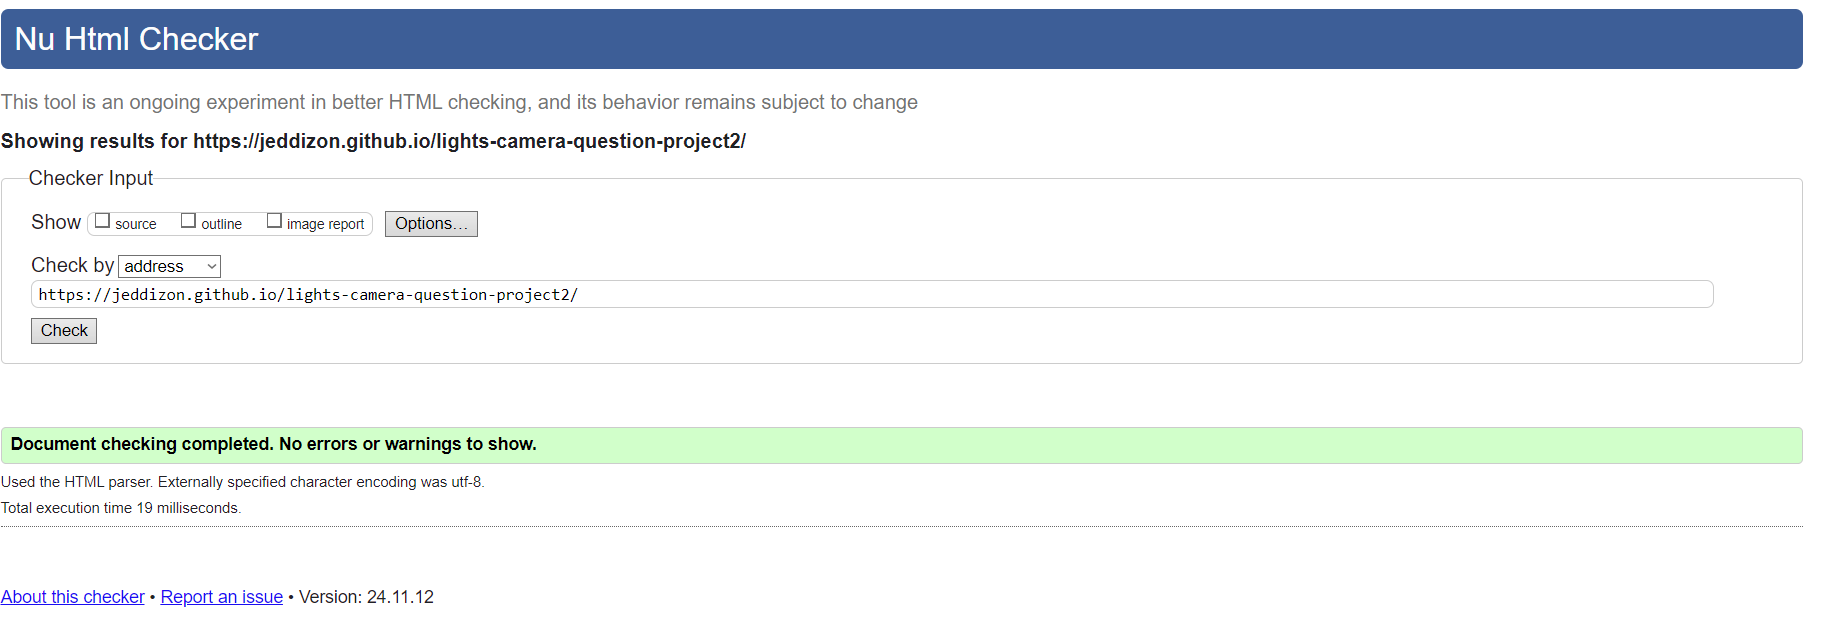 Nu Html Checker
This tool is an ongoing experiment in better HTML checking, and its behavior remains subject to change
Showing results for https://jeddizon.github.io/lights-camera-question-project2/
Checker Input
Show source outline image report Options...
Check by address
https://jeddizon.github.io/lights-camera-question-project2/
Check
Document checking completed. No errors or warnings to show.
Used the HTML parser. Externally specified character encoding was utf-8.
Total execution time 19 milliseconds.
About this checker • Report an issue • Version: 24.11.12